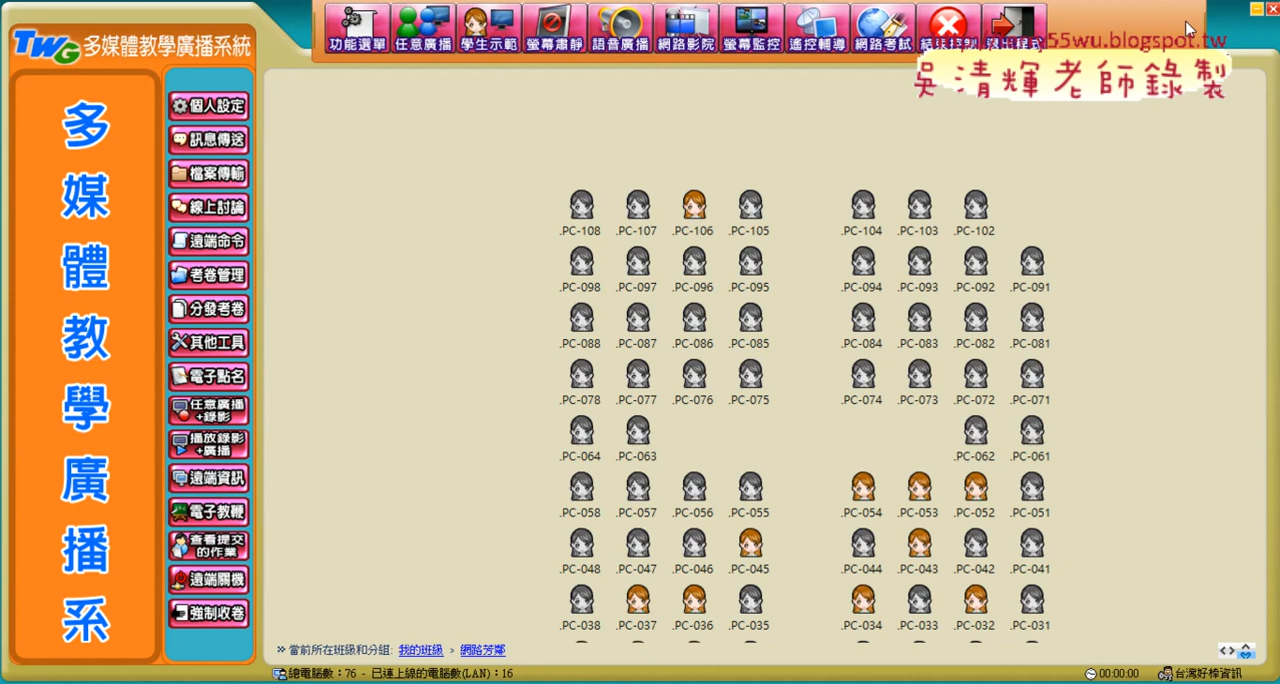 TWG 多媒體教學廣播系統
功能選單 任意廣播 學生示範 螢幕肅靜 語音廣播 網路影院 螢幕監控 遠控輔導 網路考試
55wu.blogspot.tw
吳清輝老師錄製
多媒體教學廣播系
個人設定
訊息傳送
檔案傳輸
線上討論
遠端命令
考卷管理
分發考卷
其他工具
電子點名
任意廣播
+錄影
播放錄影
+廣播
遠端資訊
電子教鞭
查看提交
的作業
遠端關機
強制收卷
.PC-108 .PC-107 .PC-106 .PC-105 .PC-104 .PC-103 .PC-102
.PC-098 .PC-097 .PC-096 .PC-095 .PC-094 .PC-093 .PC-092 .PC-091
.PC-088 .PC-087 .PC-086 .PC-085 .PC-084 .PC-083 .PC-082 .PC-081
.PC-078 .PC-077 .PC-076 .PC-075 .PC-074 .PC-073 .PC-072 .PC-071
.PC-064 .PC-063 .PC-062 .PC-061
.PC-058 .PC-057 .PC-056 .PC-055 .PC-054 .PC-053 .PC-052 .PC-051
.PC-048 .PC-047 .PC-046 .PC-045 .PC-044 .PC-043 .PC-042 .PC-041
.PC-038 .PC-037 .PC-036 .PC-035 .PC-034 .PC-033 .PC-032 .PC-031
» 當前所在班級和分組: 我的班級 > 網路芳鄰
總電腦數：76 - 已連上線的電腦數(LAN)：16
00:00:00
台灣好棒資訊